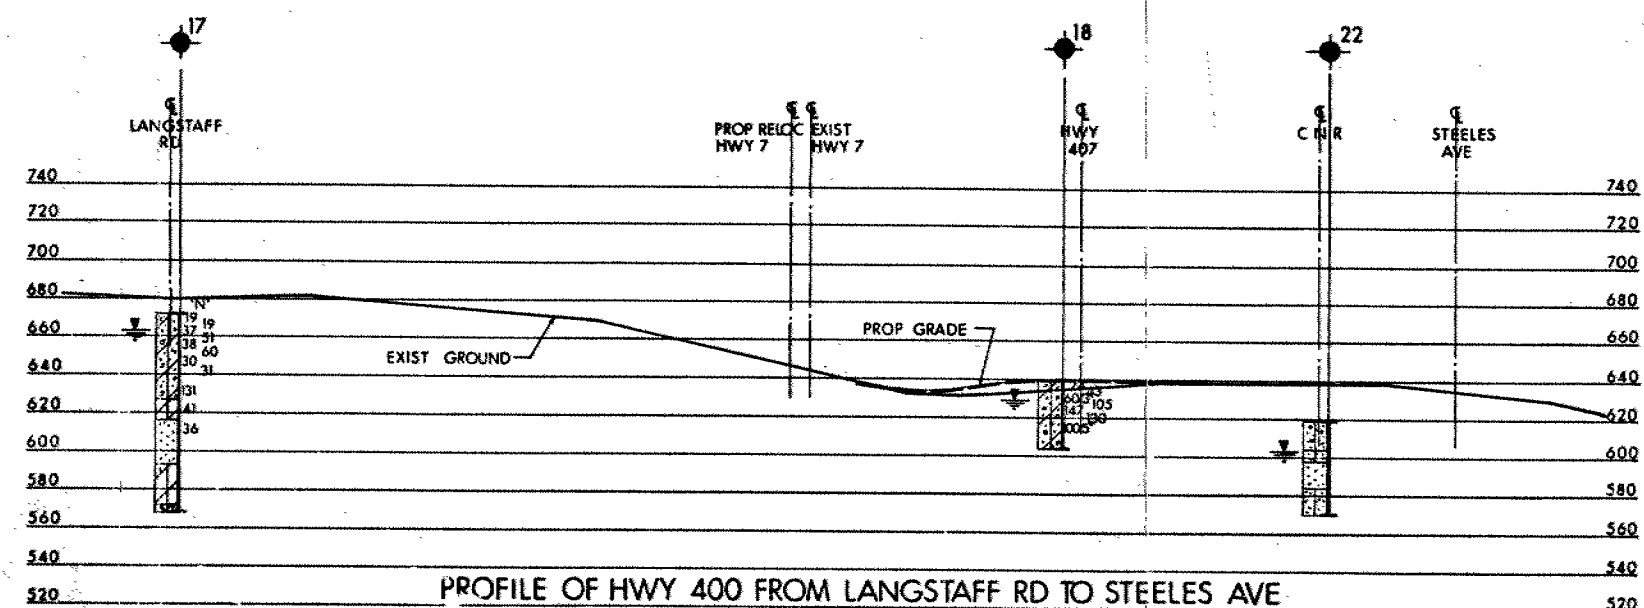 17
18
22
℄ ℄ ℄ ℄ ℄ ℄
LANGSTAFF
RD
PROP RELOC
HWY 7
EXIST
HWY 7
HWY
407
C N R
STEELES
AVE
740 740
720 720
700 700
680 680
660 660
640 640
620 620
600 600
580 580
560 560
540 540
520 520
'N'
19 19
37 51
38 60
30 31
131
41
36
EXIST GROUND
PROP GRADE
105
PROFILE OF HWY 400 FROM LANGSTAFF RD TO STEELES AVE